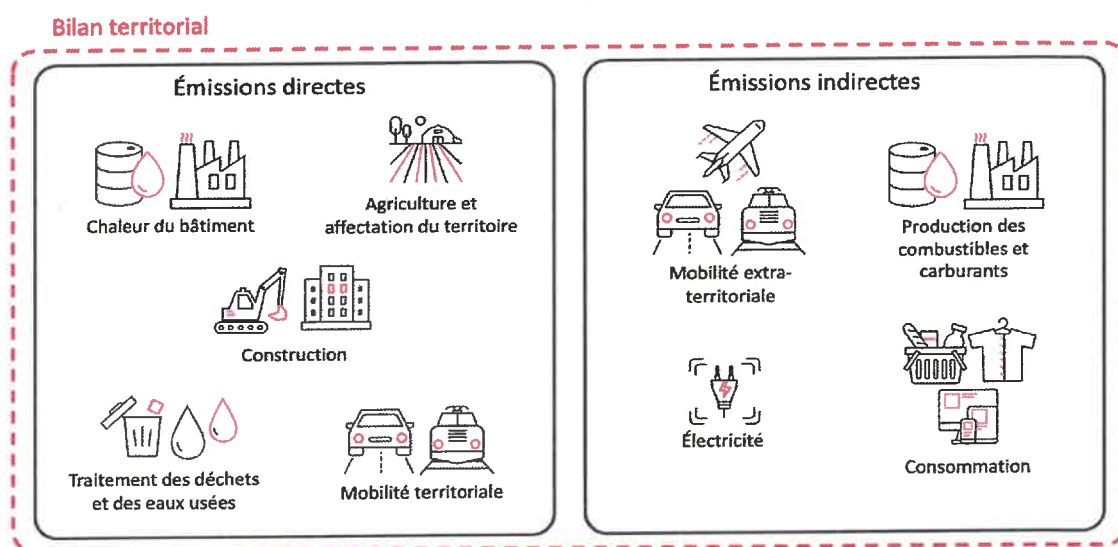 Bilan territorial
Émissions directes
Chaleur du bâtiment
Agriculture et
affectation du territoire
Construction
Traitement des déchets
et des eaux usées
Mobilité territoriale
Émissions indirectes
Mobilité extra-
territoriale
Production des
combustibles et
carburants
Électricité
Consommation